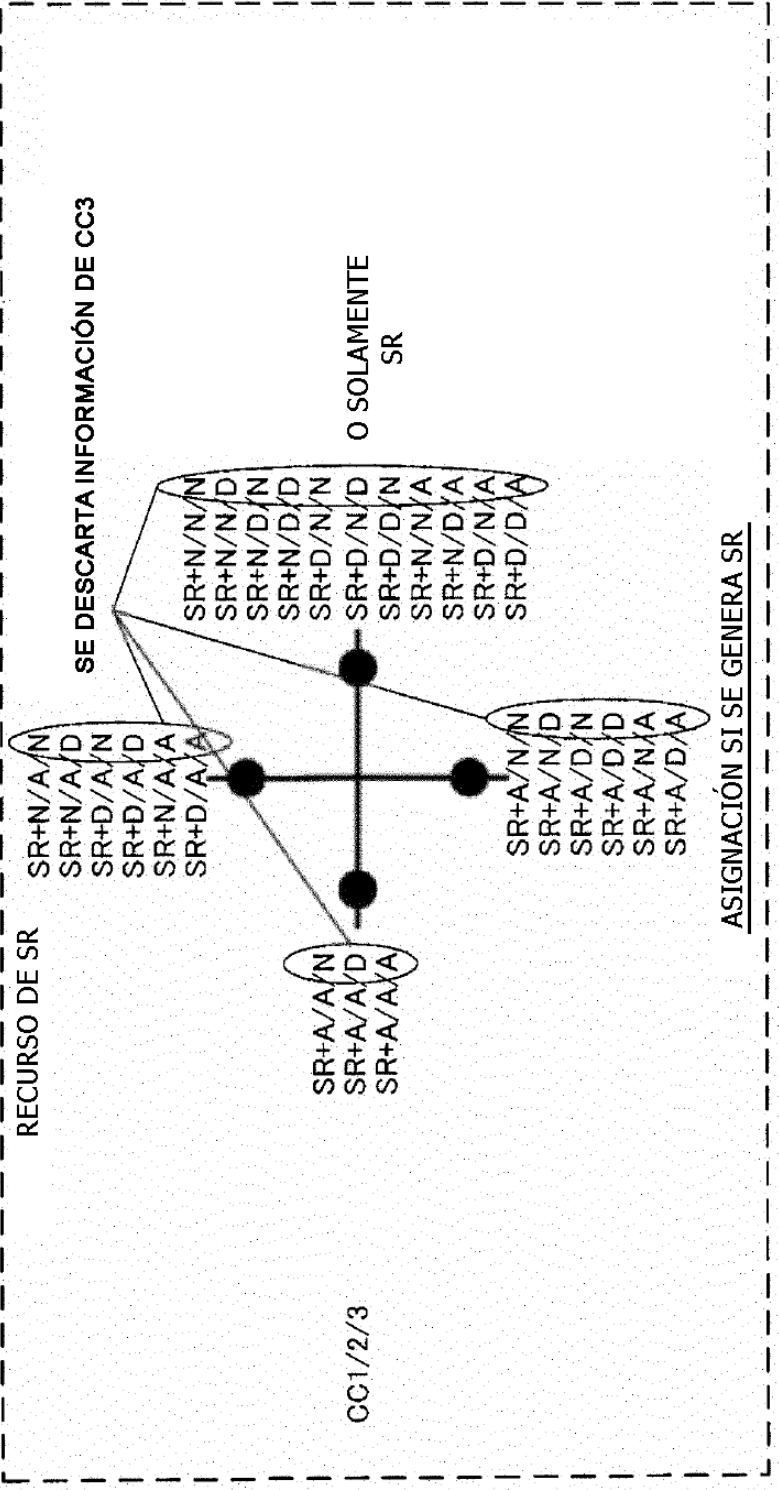 RECURSO DE SR
SE DESCARTA INFORMACIÓN DE CC3
SR+N/A/N
SR+N/A/D
SR+D/A/N
SR+D/A/D
SR+N/A/A
SR+D/A/A
CC1/2/3
SR+A/A/N
SR+A/A/D
SR+A/A/A
SR+N/N/N
SR+N/N/D
SR+N/D/N
SR+N/D/D
SR+D/N/N
SR+D/N/D
SR+D/D/N
SR+N/N/A
SR+N/D/A
SR+D/N/A
SR+D/D/A
O SOLAMENTE
SR
SR+A/N/N
SR+A/N/D
SR+A/D/N
SR+A/D/D
SR+A/N/A
SR+A/D/A
ASIGNACIÓN SI SE GENERA SR